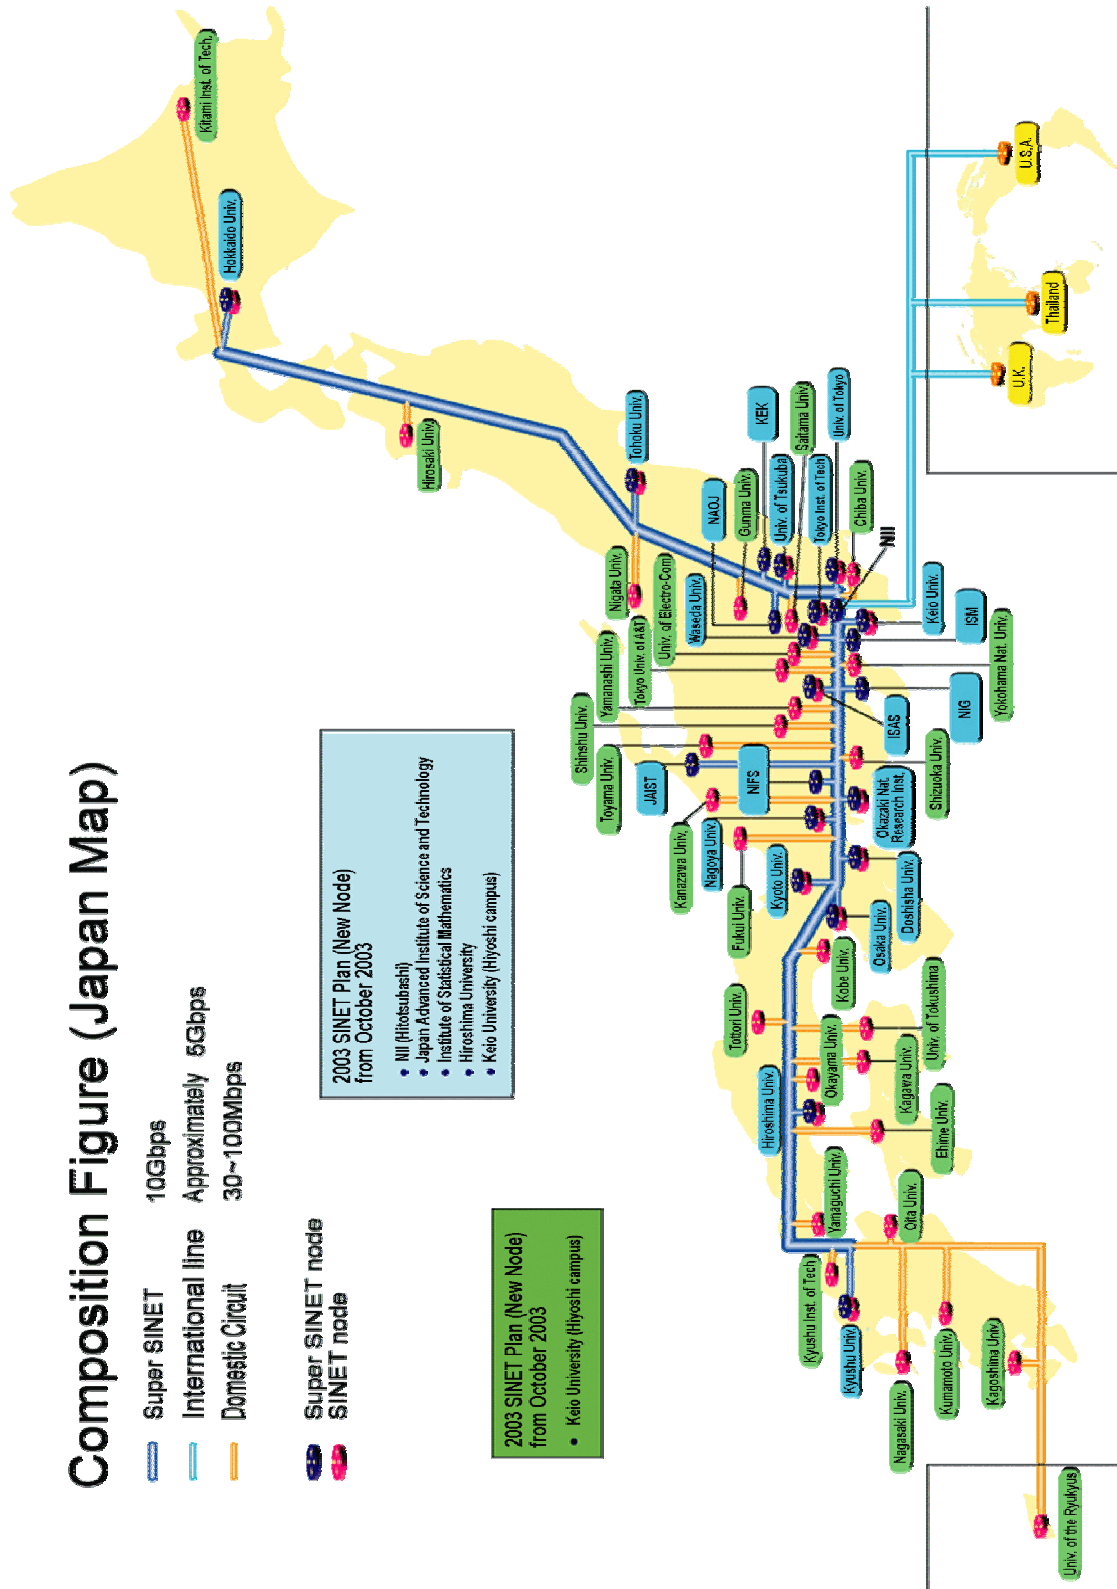 Composition Figure (Japan Map)
Super SINET 10Gbps
International line Approximately 5Gbps
Domestic Circuit 30~100Mbps
Super SINET node
SINET node
2003 SINET Plan (New Node)
from October 2003
• NII (Hitotsubashi)
• Japan Advanced Institute of Science and Technology
• Institute of Statistical Mathematics
• Hiroshima University
• Keio University (Hiyoshi campus)
2003 SINET Plan (New Node)
from October 2003
• Keio University (Hiyoshi campus)
Kitami Inst. of Tech.
Hokkaido Univ.
Hirosaki Univ.
Tohoku Univ.
Nigata Univ.
KEK
NAOJ
Gunma Univ.
Univ. of Tsukuba
Saitama Univ.
Tokyo Inst. of Tech
Univ. of Tokyo
Chiba Univ.
NII
Waseda Univ.
Univ. of Electro-Com
Tokyo Univ. of A&T
Yamanashi Univ.
Shinshu Univ.
Toyama Univ.
JAIST
NIFS
Kanazawa Univ.
Nagoya Univ.
Fukui Univ.
Kyoto Univ.
Keio Univ.
ISM
Yokohama Nat. Univ.
NIG
ISAS
Shizuoka Univ.
Okazaki Nat.
Research Inst.
Doshisha Univ.
Osaka Univ.
Kobe Univ.
Tottori Univ.
Univ. of Tokushima
Okayama Univ.
Kagawa Univ.
Hiroshima Univ.
Ehime Univ.
Yamaguchi Univ.
Oita Univ.
Kyushu Inst. of Tech
Kyushu Univ.
Nagasaki Univ.
Kumamoto Univ.
Kagoshima Univ
Univ. of the Ryukyus
U.S.A.
Thailand
U.K.